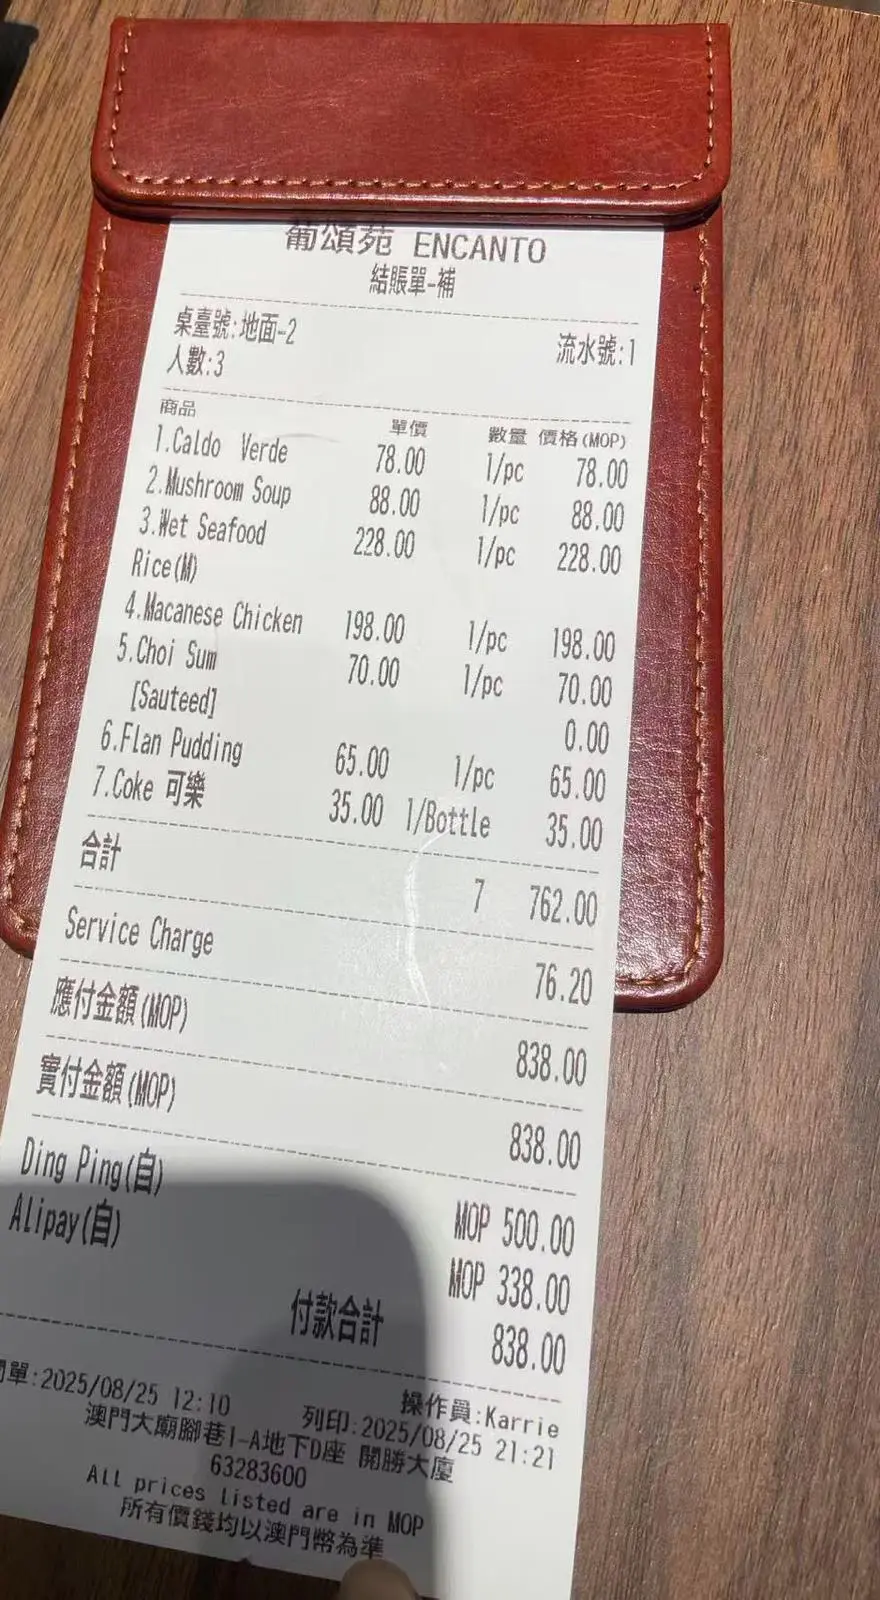 葡頌苑 ENCANTO
結賬單-補
桌臺號:地面-2 流水號:1
人數:3
商品 單價 數量 價格(MOP)
1.Caldo Verde 78.00 1/pc 78.00
2.Mushroom Soup 88.00 1/pc 88.00
3.Wet Seafood 228.00 1/pc 228.00
Rice(M)
4.Macanese Chicken 198.00 1/pc 198.00
5.Choi Sum 70.00 1/pc 70.00
[Sauteed] 0.00
6.Flan Pudding 65.00 1/pc 65.00
7.Coke 可樂 35.00 1/Bottle 35.00
合計 7 762.00
Service Charge 76.20
應付金額(MOP) 838.00
實付金額(MOP) 838.00
Ding Ping(自) MOP 500.00
Alipay(自) MOP 338.00
付款合計 838.00
單:2025/08/25 12:10 操作員:Karrie
列印:2025/08/25 21:21
澳門大廟腳巷1-A地下D座 開勝大廈
63283600
All prices listed are in MOP
所有價錢均以澳門幣為準